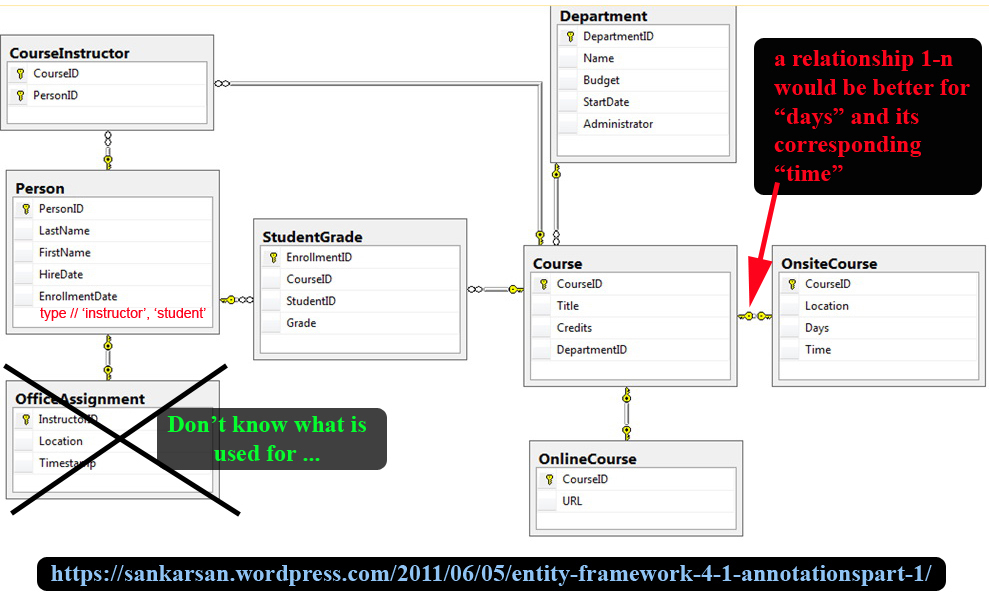 Department
DepartmentID
Name
Budget
StartDate
Administrator
CourseInstructor
CourseID
PersonID
a relationship 1-n
would be better for
“days” and its
corresponding
“time”
Person
PersonID
LastName
FirstName
HireDate
EnrollmentDate
type // ‘instructor’, ‘student’
StudentGrade
EnrollmentID
CourseID
StudentID
Grade
Course
CourseID
Title
Credits
DepartmentID
OnsiteCourse
CourseID
Location
Days
Time
OfficeAssignment
InstructorID
Location
Timestamp
Don’t know what is
used for ...
OnlineCourse
CourseID
URL
https://sankarsan.wordpress.com/2011/06/05/entity-framework-4-1-annotationspart-1/